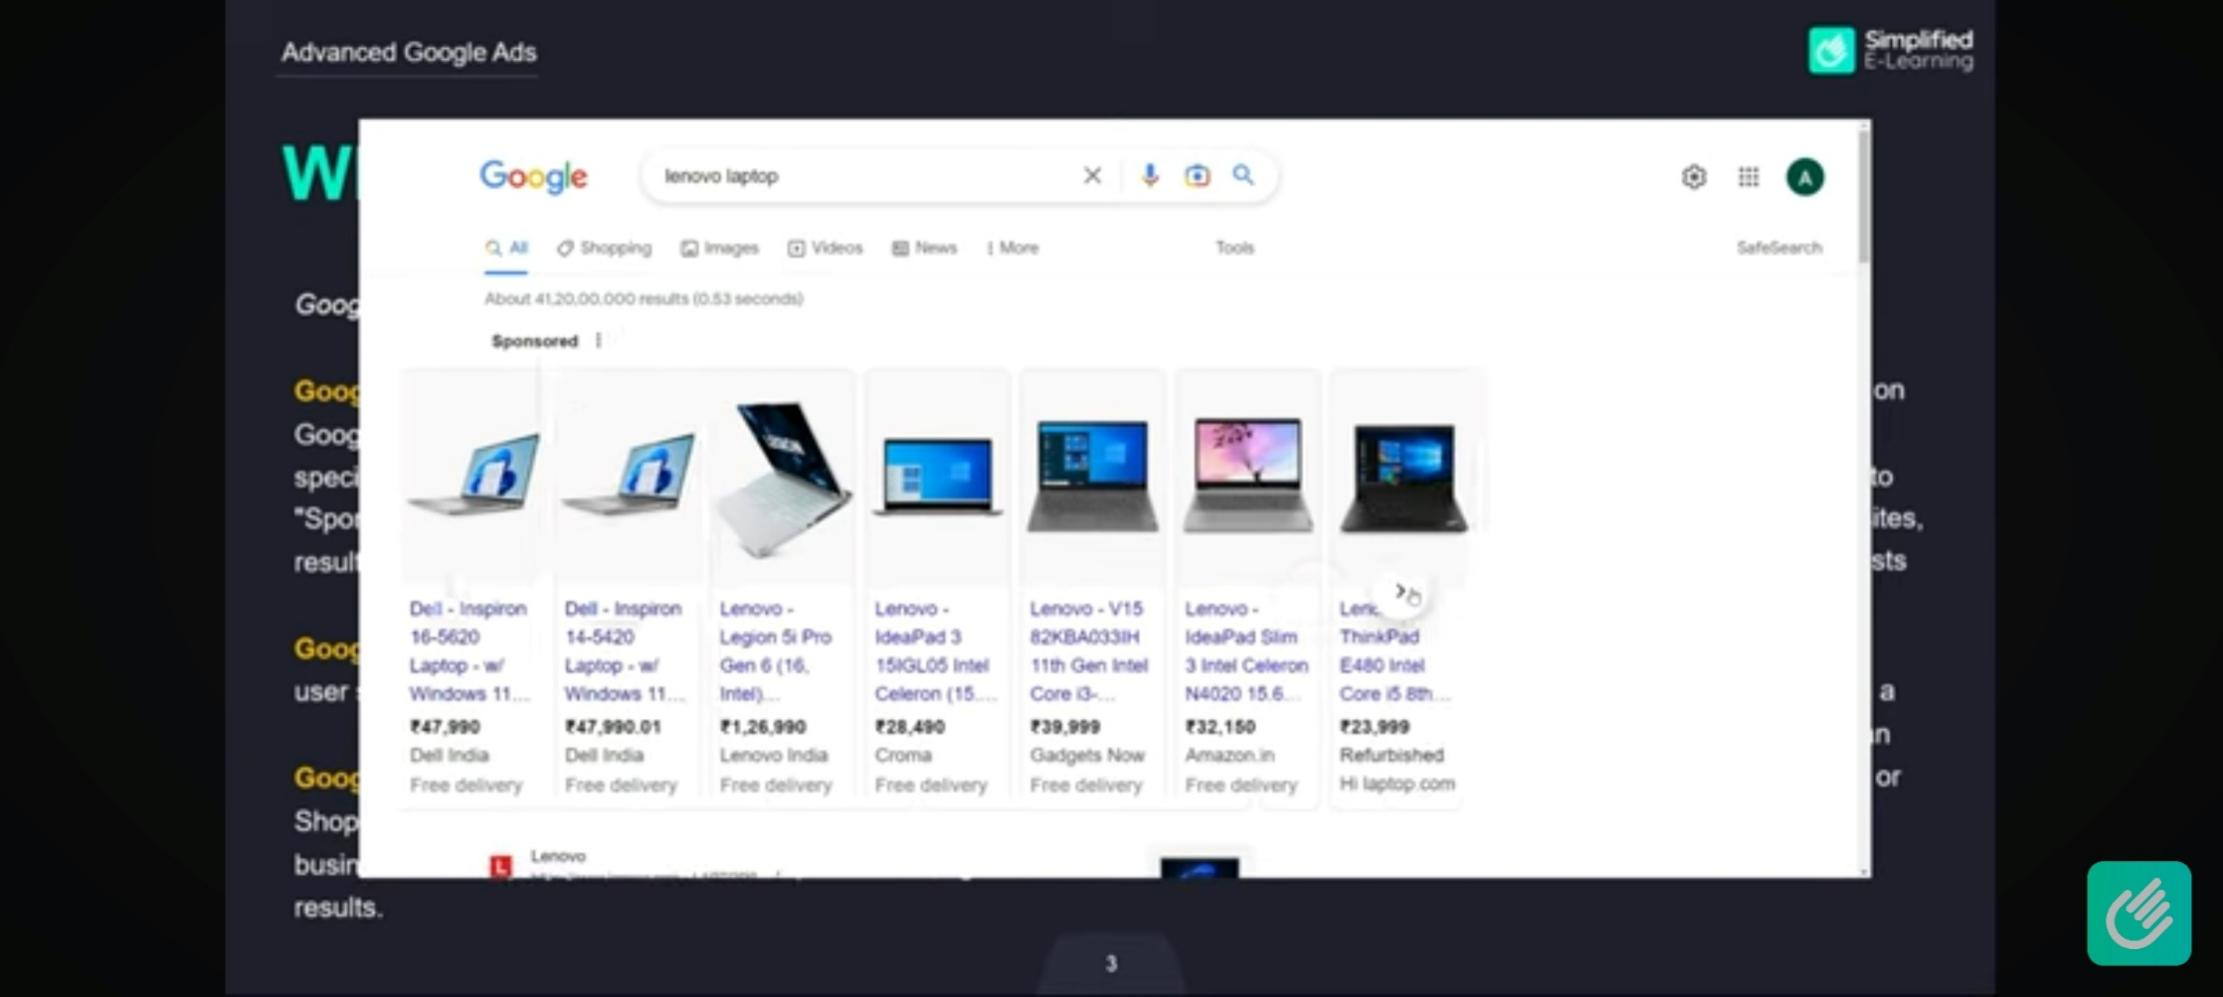 Advanced Google Ads
Simplified
E-Learning
Google
lenovo laptop
A
All
Shopping
Images
Videos
News
More
Tools
SafeSearch
About 41,20,00,000 results (0.53 seconds)
Sponsored
Dell - Inspiron
16-5620
Laptop - w/
Windows 11...
₹47,990
Dell India
Free delivery
Dell - Inspiron
14-5420
Laptop - w/
Windows 11...
₹47,990.01
Dell India
Free delivery
Lenovo -
Legion 5i Pro
Gen 6 (16,
Intel)...
₹1,26,990
Lenovo India
Free delivery
Lenovo -
IdeaPad 3
15IGL05 Intel
Celeron (15....
₹28,490
Croma
Free delivery
Lenovo - V15
82KBA033IH
11th Gen Intel
Core i3-...
₹39,999
Gadgets Now
Free delivery
Lenovo -
IdeaPad Slim
3 Intel Celeron
N4020 15.6...
₹32,150
Amazon.in
Free delivery
ThinkPad
E480 Intel
Core i5 8th...
₹23,999
Refurbished
Hi laptop.com
L
Lenovo
on
to
user
a
or
results.
3